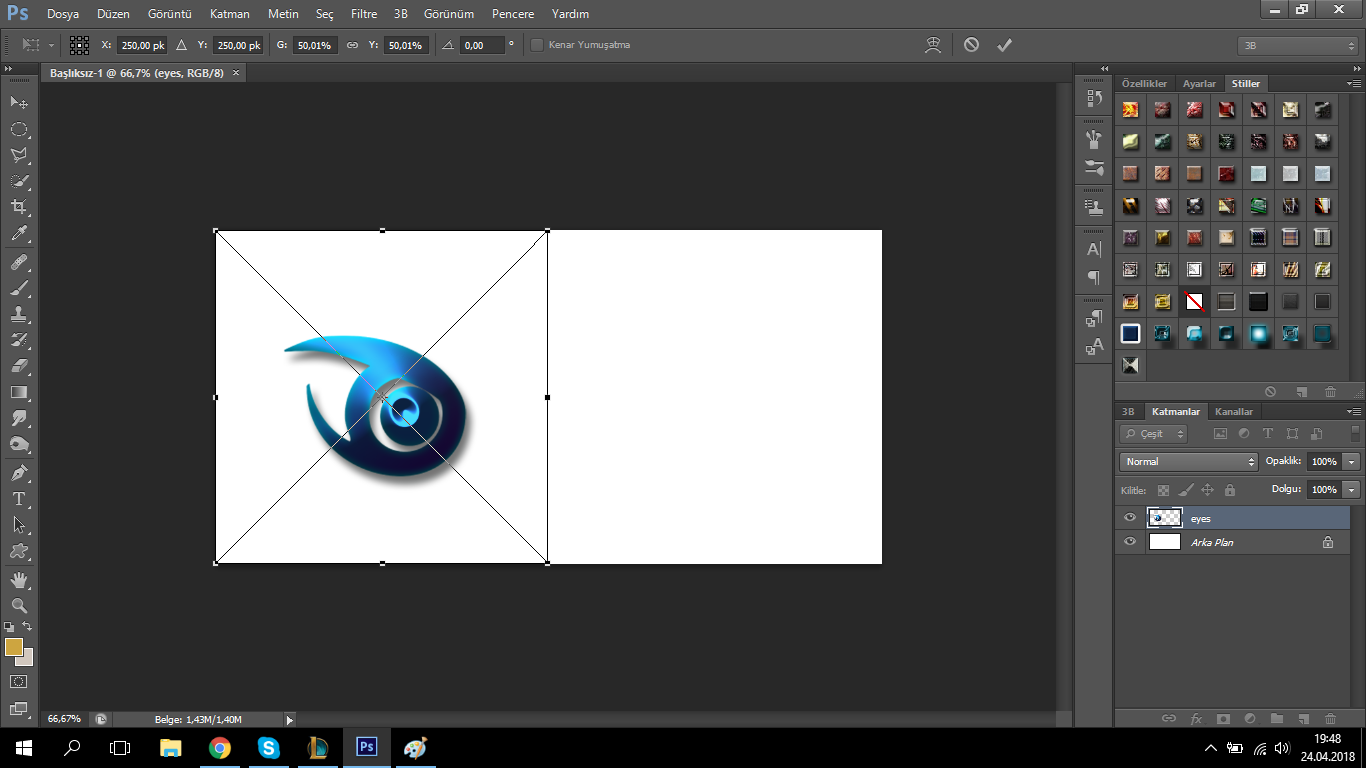 Ps Dosya Düzen Görüntü Katman Metin Seç Filtre 3B Görünüm Pencere Yardım
X: 250,00 pk Y: 250,00 pk G: 50,01% Y: 50,01% 0,00 ° Kenar Yumuşatma 3B
Başlıksız-1 @ 66,7% (eyes, RGB/8) ×
Özellikler Ayarlar Stiller
A
3B Katmanlar Kanallar
Çeşit
Normal Opaklık: 100%
Kilitle: Dolgu: 100%
eyes
Arka Plan
fx
T
66,67% Belge: 1,43M/1,40M
Ps
19:48
24.04.2018